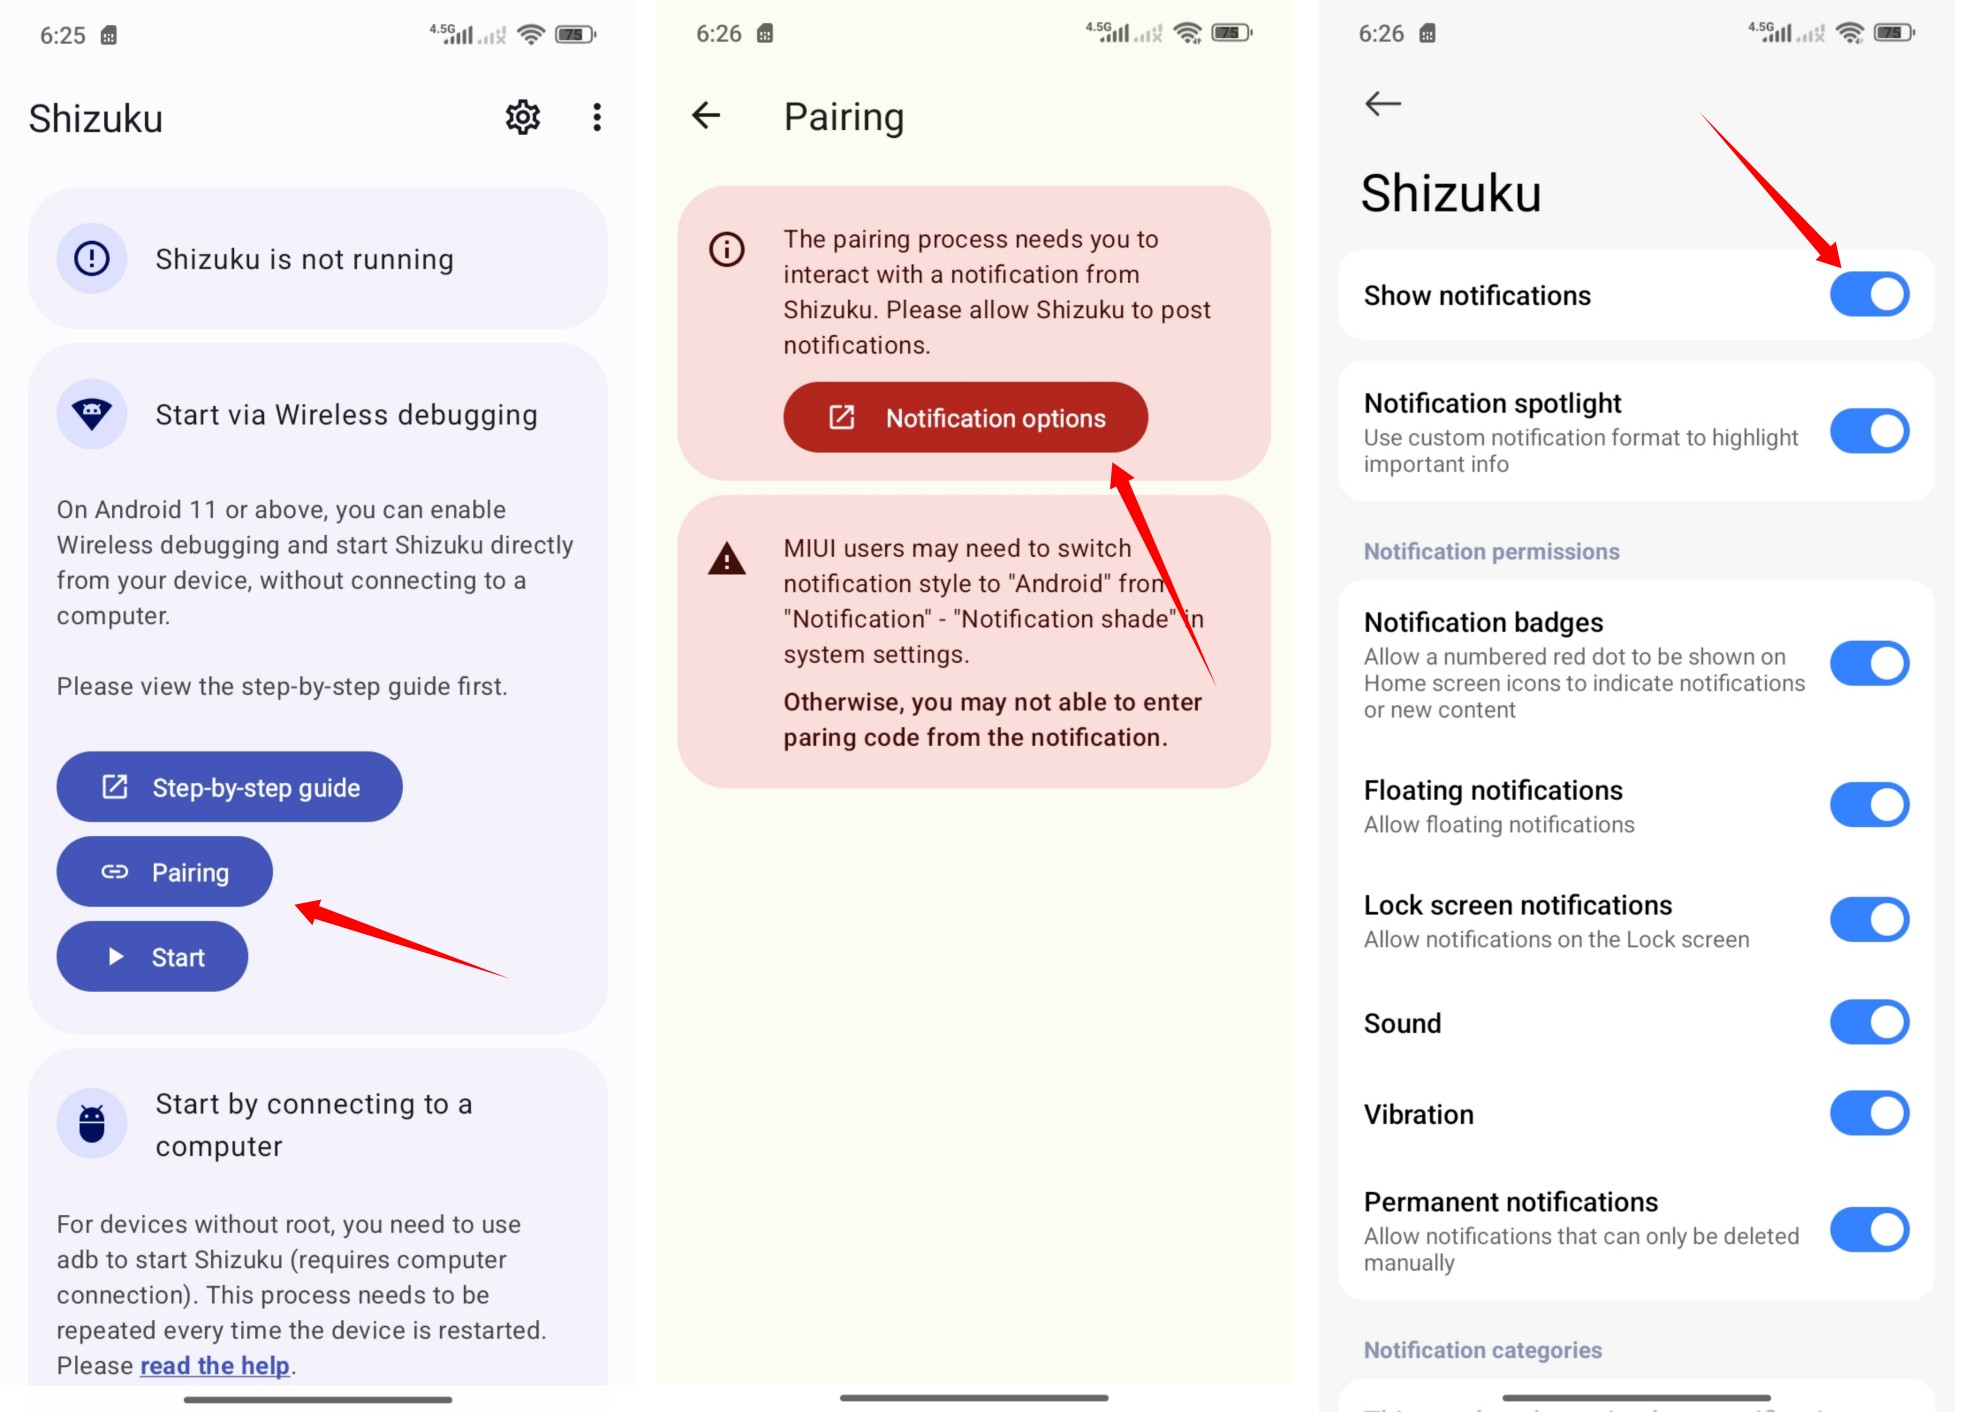 6:25
4.5G
75
Shizuku
Shizuku is not running
Start via Wireless debugging
On Android 11 or above, you can enable
Wireless debugging and start Shizuku directly
from your device, without connecting to a
computer.
Please view the step-by-step guide first.
Step-by-step guide
Pairing
Start
Start by connecting to a
computer
For devices without root, you need to use
adb to start Shizuku (requires computer
connection). This process needs to be
repeated every time the device is restarted.
Please read the help.
6:26
4.5G
75
Pairing
The pairing process needs you to
interact with a notification from
Shizuku. Please allow Shizuku to post
notifications.
Notification options
MIUI users may need to switch
notification style to "Android" from
"Notification" - "Notification shade" in
system settings.
Otherwise, you may not able to enter
paring code from the notification.
6:26
4.5G
75
Shizuku
Show notifications
Notification spotlight
Use custom notification format to highlight
important info
Notification permissions
Notification badges
Allow a numbered red dot to be shown on
Home screen icons to indicate notifications
or new content
Floating notifications
Allow floating notifications
Lock screen notifications
Allow notifications on the Lock screen
Sound
Vibration
Permanent notifications
Allow notifications that can only be deleted
manually
Notification categories